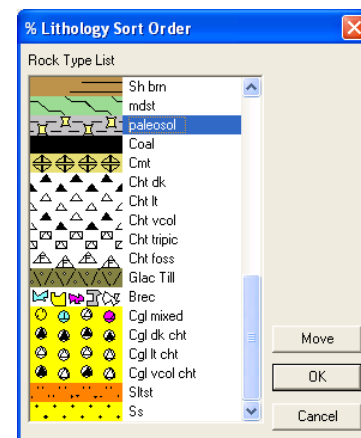 % Lithology Sort Order
Rock Type List
Sh brn
mdst
paleosol
Coal
Cmt
Cht dk
Cht lt
Cht vcol
Cht tripic
Cht foss
Glac Till
Brec
Cgl mixed
Cgl dk cht
Cgl lt cht
Cgl vcol cht
Sltst
Ss
Move
OK
Cancel